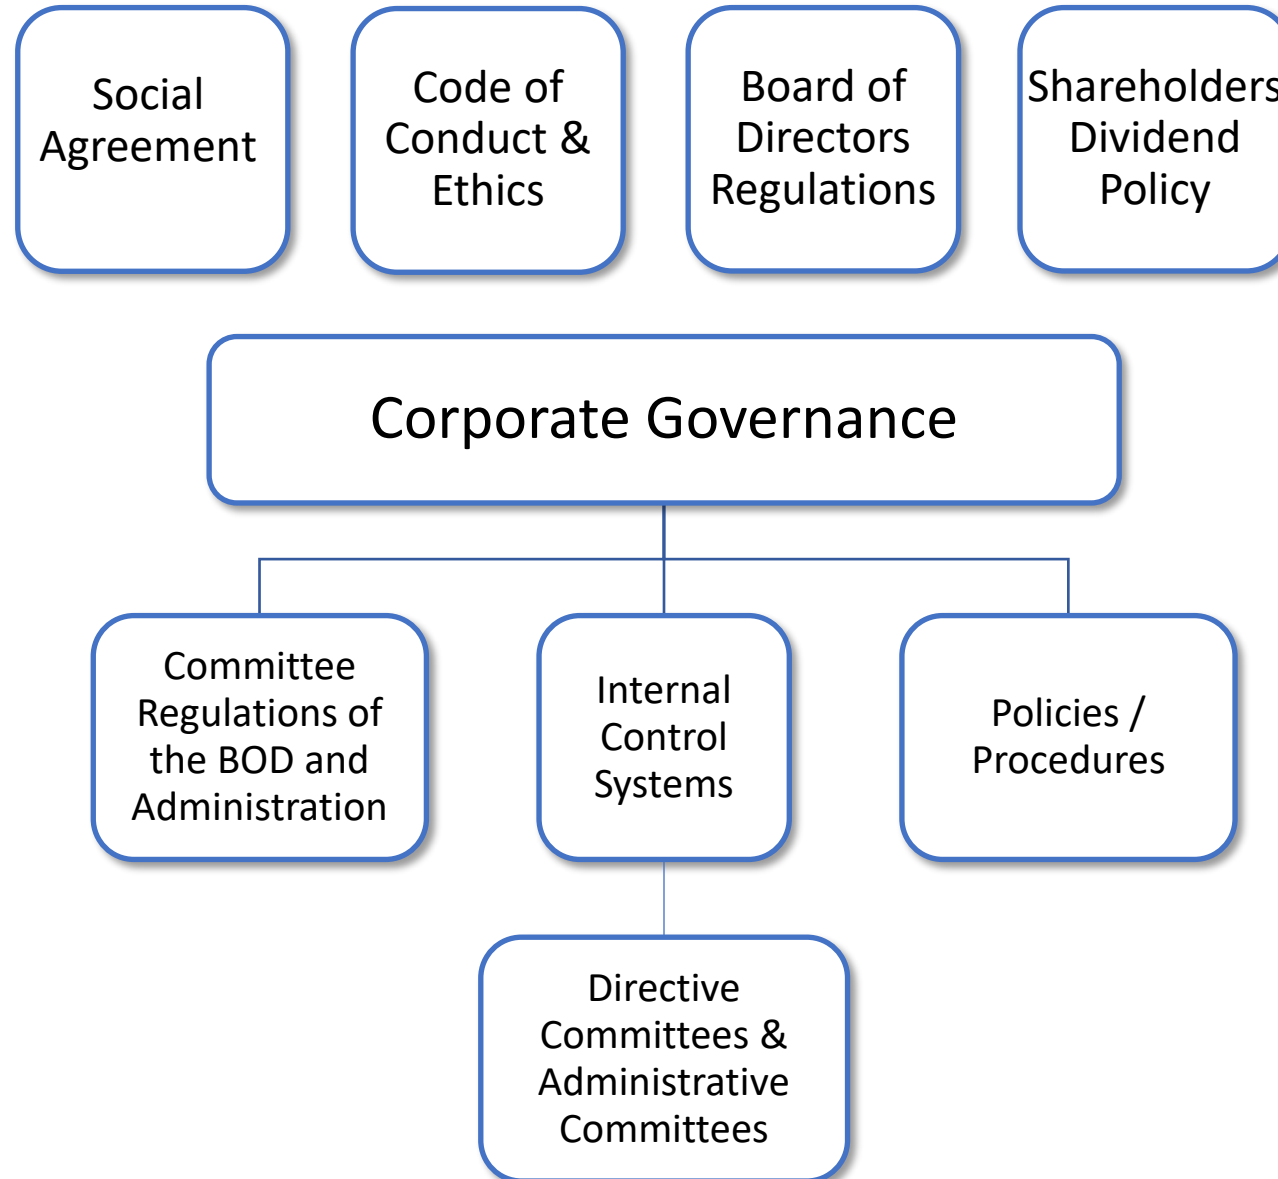 Social
Agreement
Code of
Conduct &
Ethics
Board of
Directors
Regulations
Shareholders
Dividend
Policy
Corporate Governance
Committee
Regulations of
the BOD and
Administration
Internal
Control
Systems
Policies /
Procedures
Directive
Committees &
Administrative
Committees